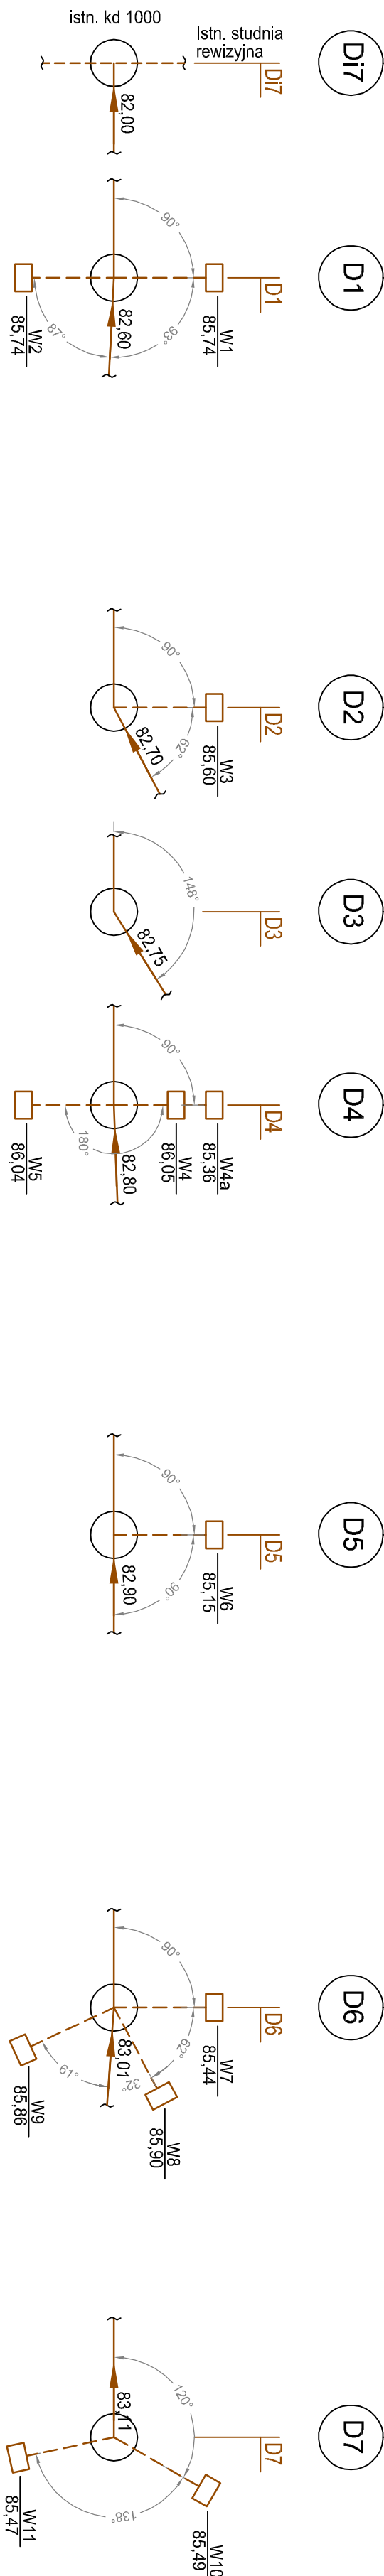 istn. kd 1000
Istn. studnia
rewizyjna
Di7
Di7
82,00
D1
D1
W1
85,74
90°
93°
82,60
87°
W2
85,74
D2
D2
W3
85,60
90°
62°
82,70
D3
D3
148°
82,75
D4
D4
W4a
85,36
W4
86,05
90°
82,80
180°
W5
86,04
D5
D5
W6
85,15
90°
90°
82,90
D6
D6
W7
85,44
90°
62°
W8
85,90
32°
83,01
61°
W9
85,86
D7
D7
120°
W10
85,49
83,11
138°
W11
85,47